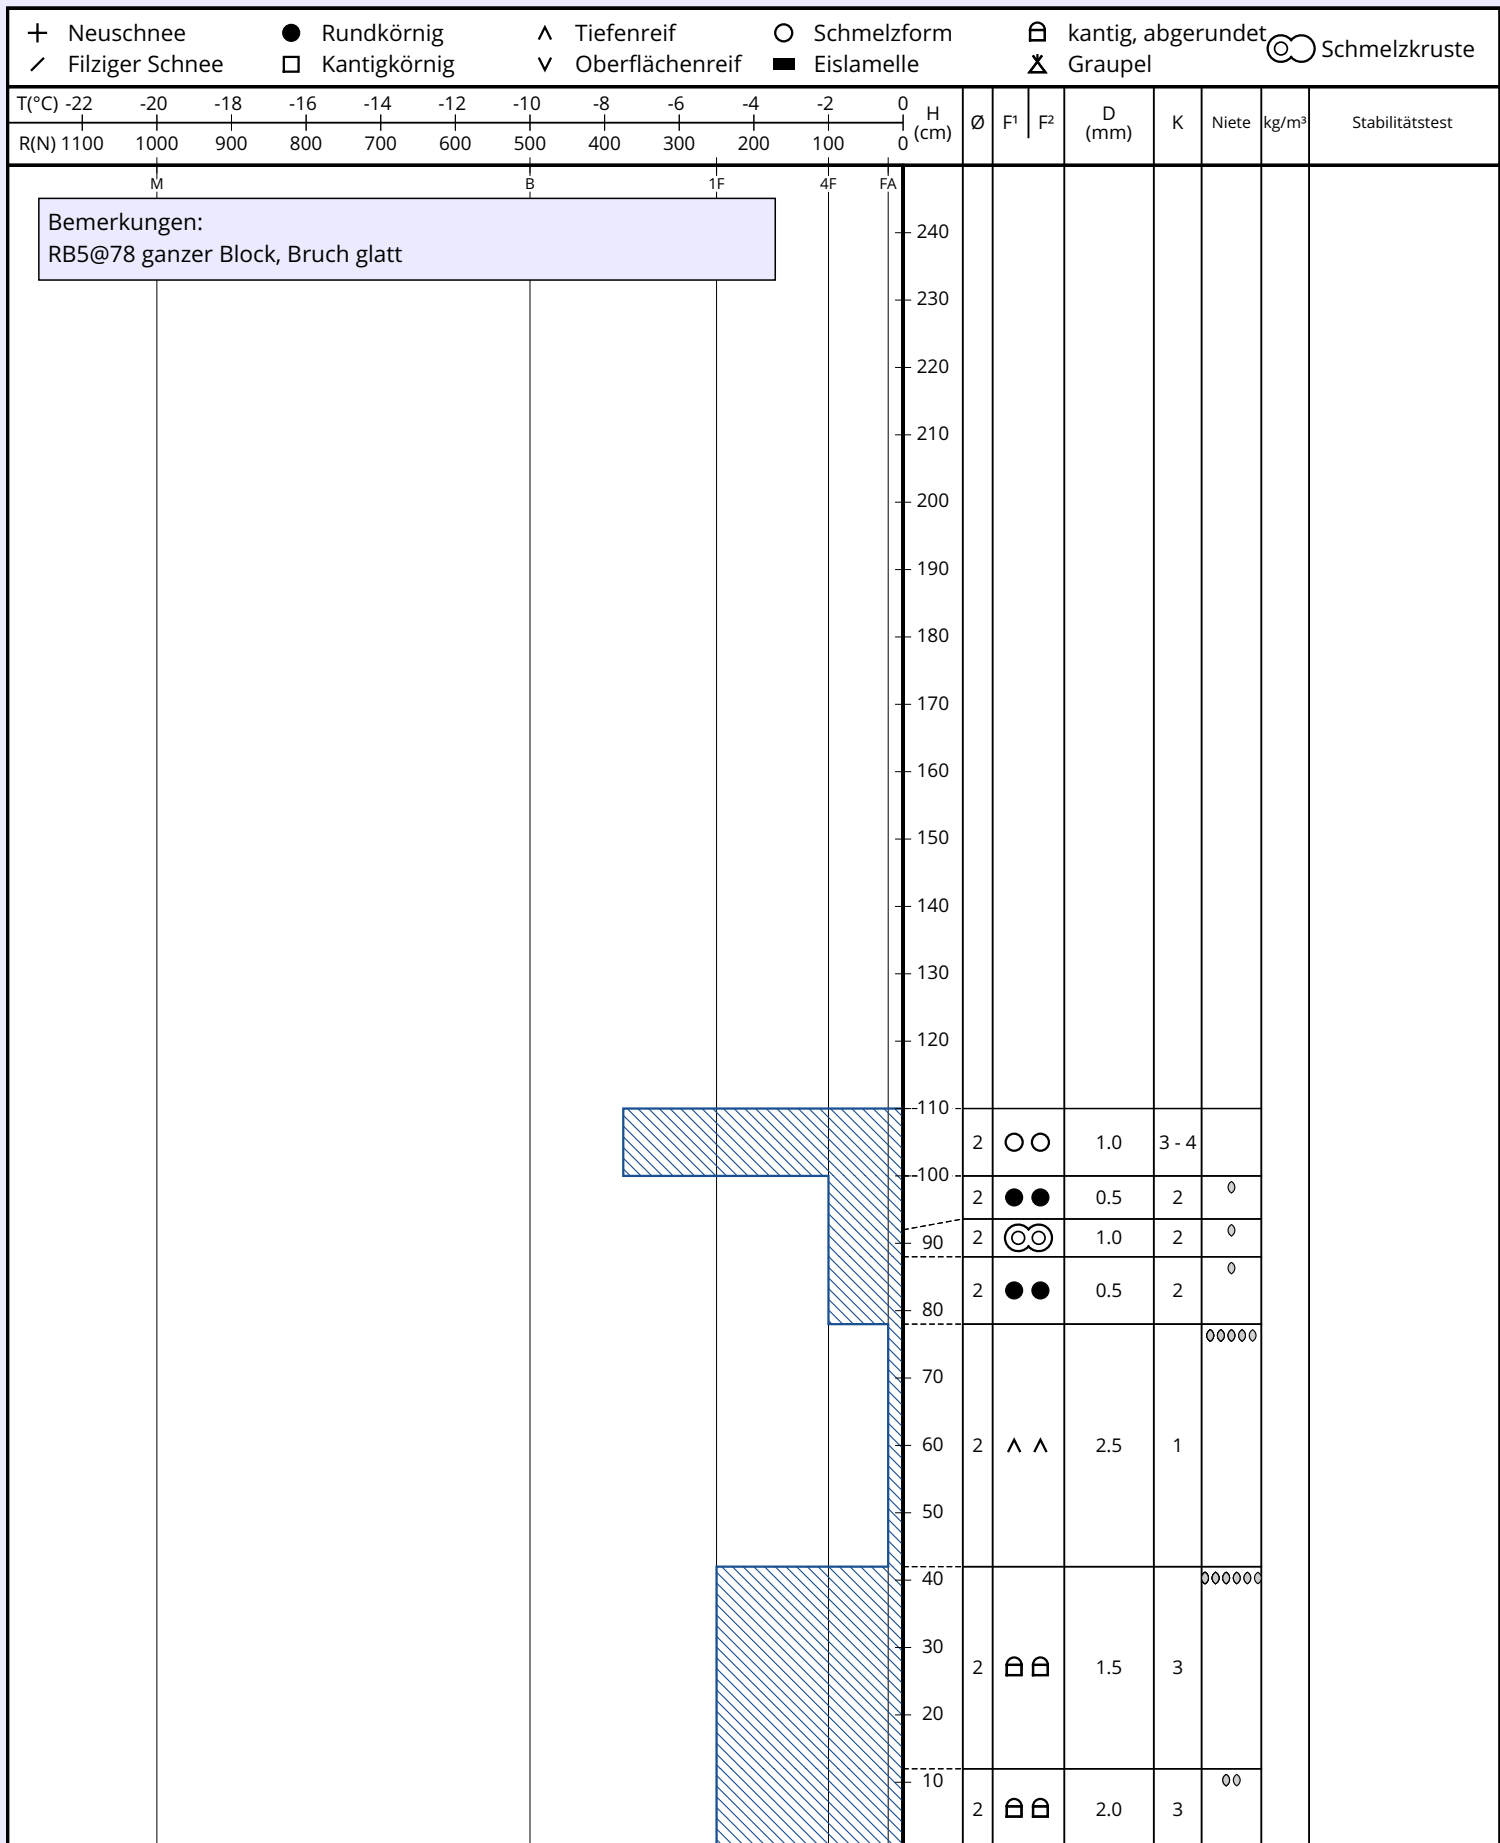 Neuschnee Rundkörnig Tiefenreif Schmelzform kantig, abgerundet Schmelzkruste
Filziger Schnee Kantigkörnig Oberflächenreif Eislamelle Graupel
T(°C) -22 -20 -18 -16 -14 -12 -10 -8 -6 -4 -2 0
R(N) 1100 1000 900 800 700 600 500 400 300 200 100 0
H (cm) Ø F¹ F² D (mm) K Niete kg/m³ Stabilitätstest
M B 1F 4F FA
Bemerkungen:
RB5@78 ganzer Block, Bruch glatt
240
230
220
210
200
190
180
170
160
150
140
130
120
110
2 1.0 3 - 4
100
2 0.5 2
90 2 1.0 2
2 0.5 2
80
70
60 2 2.5 1
50
40
30
2 1.5 3
20
10
2 2.0 3